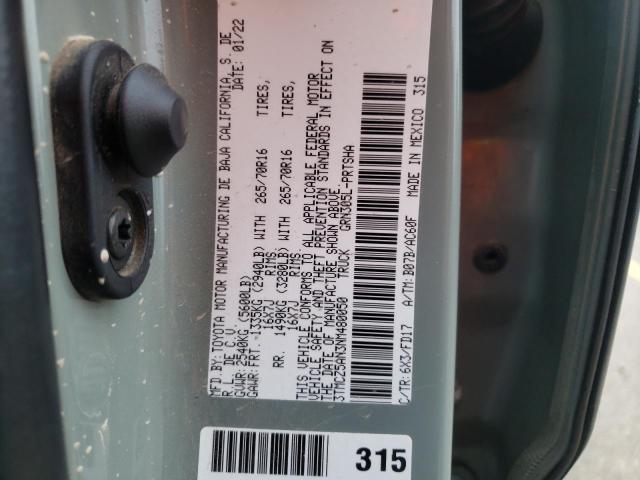 MFD.BY:TOYOTA MOTOR MANUFACTURING DE BAJA CALIFORNIA, S. DE
R.L. DE C.V. DATE: 01/22
GVWR: 2540KG (5600LB)
GAWR: FRT. 1335KG (2940LB) WITH 265/70R16 TIRES,
16X7J RIMS
RR. 1490KG (3280LB) WITH 265/70R16 TIRES,
16X7J RIMS
THIS VEHICLE CONFORMS TO ALL APPLICABLE FEDERAL MOTOR
VEHICLE SAFETY AND THEFT PREVENTION STANDARDS IN EFFECT ON
THE DATE OF MANUFACTURE SHOWN ABOVE.
3TMCZ5AN3NM480050 TRUCK GRN305L-PRTSHA
C/TR:6X3/FD17 A/TM:B07B/AC60F MADE IN MEXICO 315
315